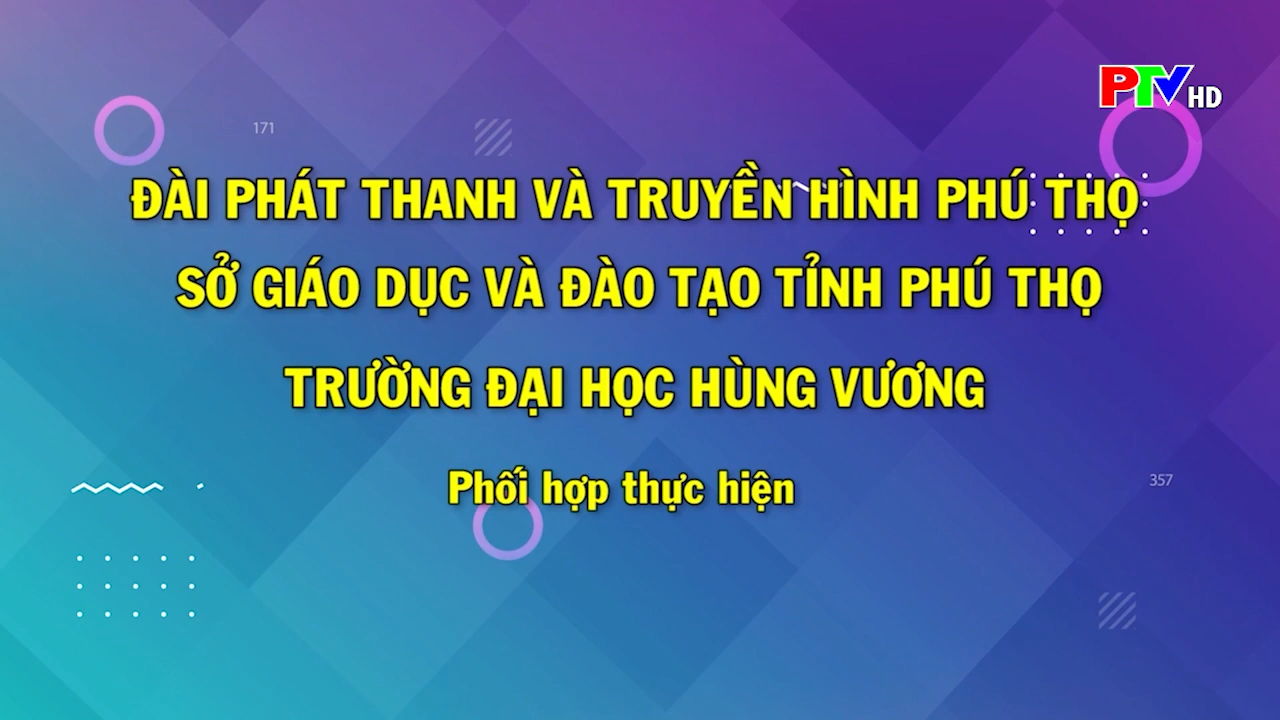 PTV HD
171
ĐÀI PHÁT THANH VÀ TRUYỀN HÌNH PHÚ THỌ
SỞ GIÁO DỤC VÀ ĐÀO TẠO TỈNH PHÚ THỌ
TRƯỜNG ĐẠI HỌC HÙNG VƯƠNG
Phối hợp thực hiện
357